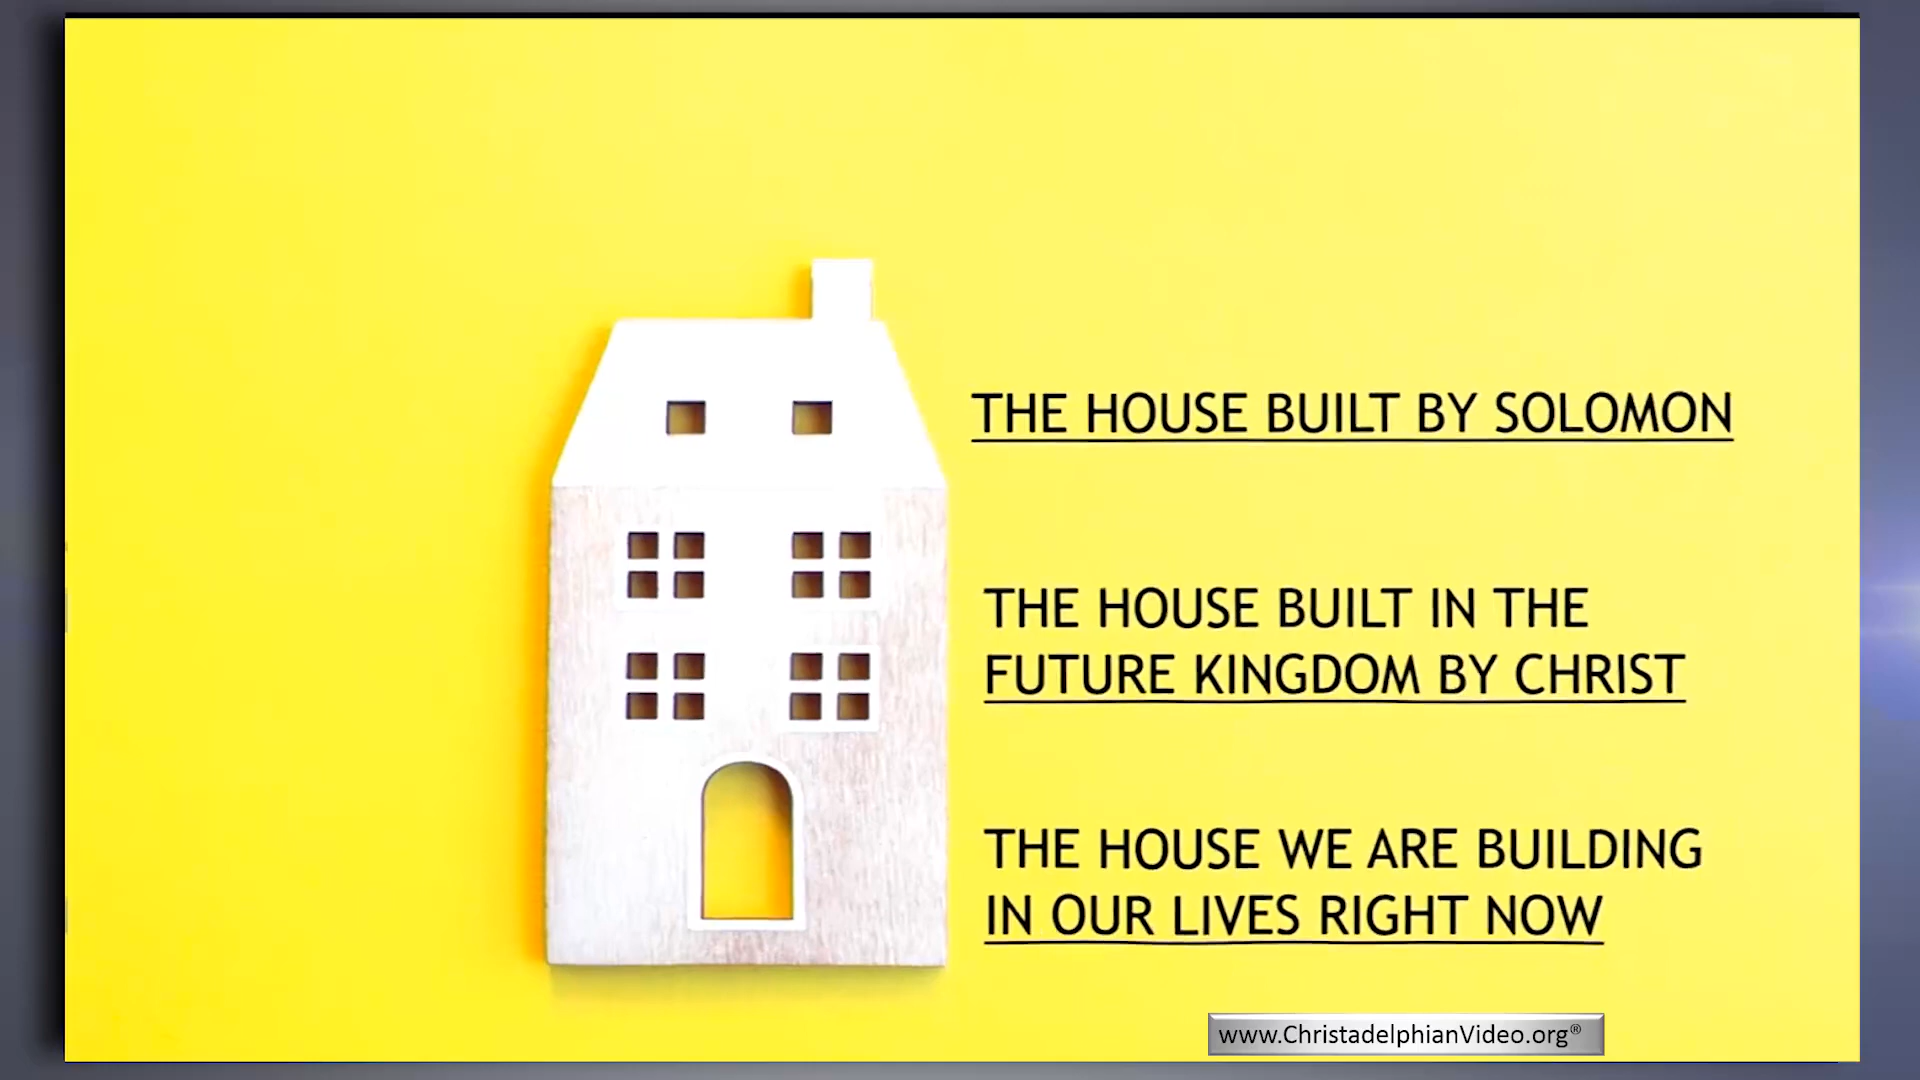 THE HOUSE BUILT BY SOLOMON
THE HOUSE BUILT IN THE
FUTURE KINGDOM BY CHRIST
THE HOUSE WE ARE BUILDING
IN OUR LIVES RIGHT NOW
www.ChristadelphianVideo.org®